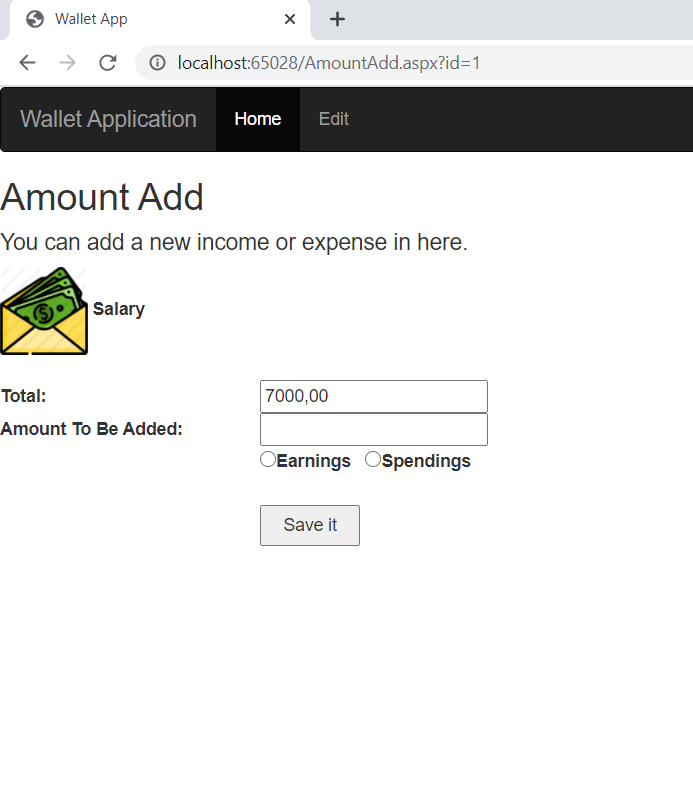 Wallet App
localhost:65028/AmountAdd.aspx?id=1
Wallet Application Home Edit
Amount Add
You can add a new income or expense in here.
Salary
Total: 7000,00
Amount To Be Added:
Earnings Spendings
Save it